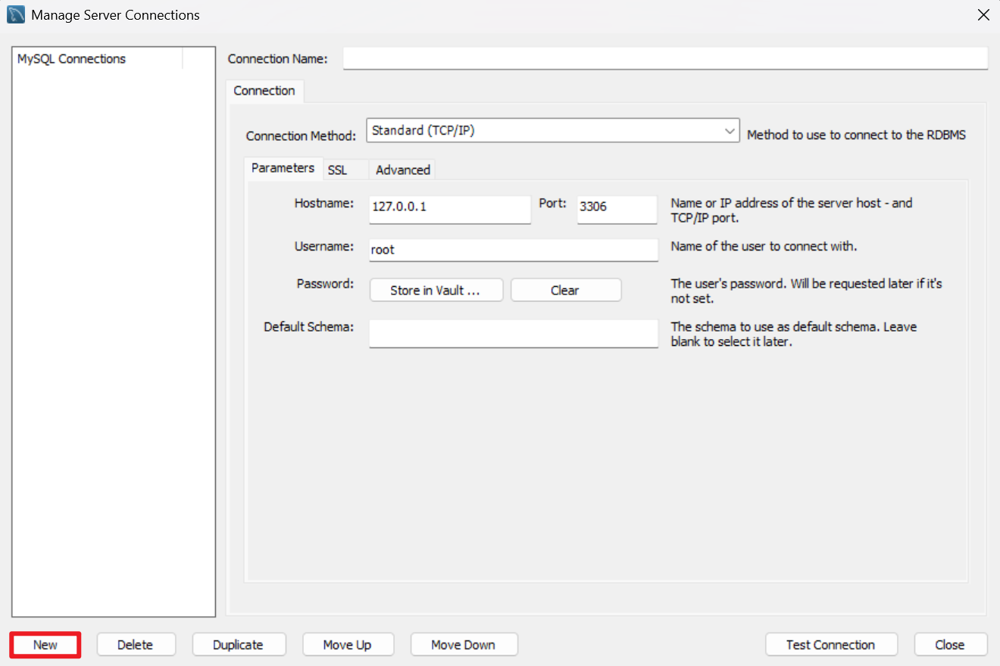 Manage Server Connections
MySQL Connections
Connection Name:
Connection
Connection Method: Standard (TCP/IP) Method to use to connect to the RDBMS
Parameters SSL Advanced
Hostname: 127.0.0.1 Port: 3306 Name or IP address of the server host - and
TCP/IP port.
Username: root Name of the user to connect with.
Password: Store in Vault ... Clear The user's password. Will be requested later if it's
not set.
Default Schema: The schema to use as default schema. Leave
blank to select it later.
New Delete Duplicate Move Up Move Down Test Connection Close